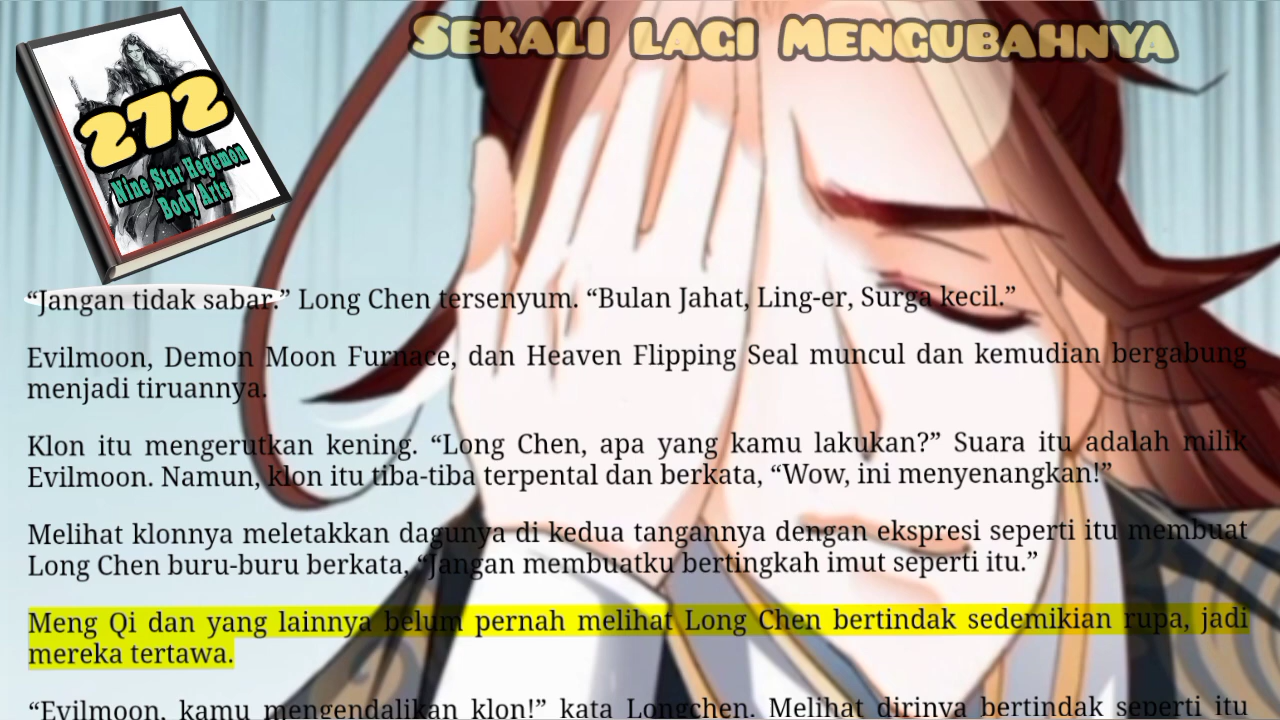 SEKALI LAGI MENGUBAHNYA
272
Nine Star Hegemon
Body Arts
“Jangan tidak sabar.” Long Chen tersenyum. “Bulan Jahat, Ling-er, Surga kecil.”
Evilmoon, Demon Moon Furnace, dan Heaven Flipping Seal muncul dan kemudian bergabung
menjadi tiruannya.
Klon itu mengerutkan kening. “Long Chen, apa yang kamu lakukan?” Suara itu adalah milik
Evilmoon. Namun, klon itu tiba-tiba terpental dan berkata, “Wow, ini menyenangkan!”
Melihat klonnya meletakkan dagunya di kedua tangannya dengan ekspresi seperti itu membuat
Long Chen buru-buru berkata, “Jangan membuatku bertingkah imut seperti itu.”
Meng Qi dan yang lainnya belum pernah melihat Long Chen bertindak sedemikian rupa, jadi
mereka tertawa.
“Evilmoon, kamu mengendalikan klon!” kata Longchen. Melihat dirinya bertindak seperti itu